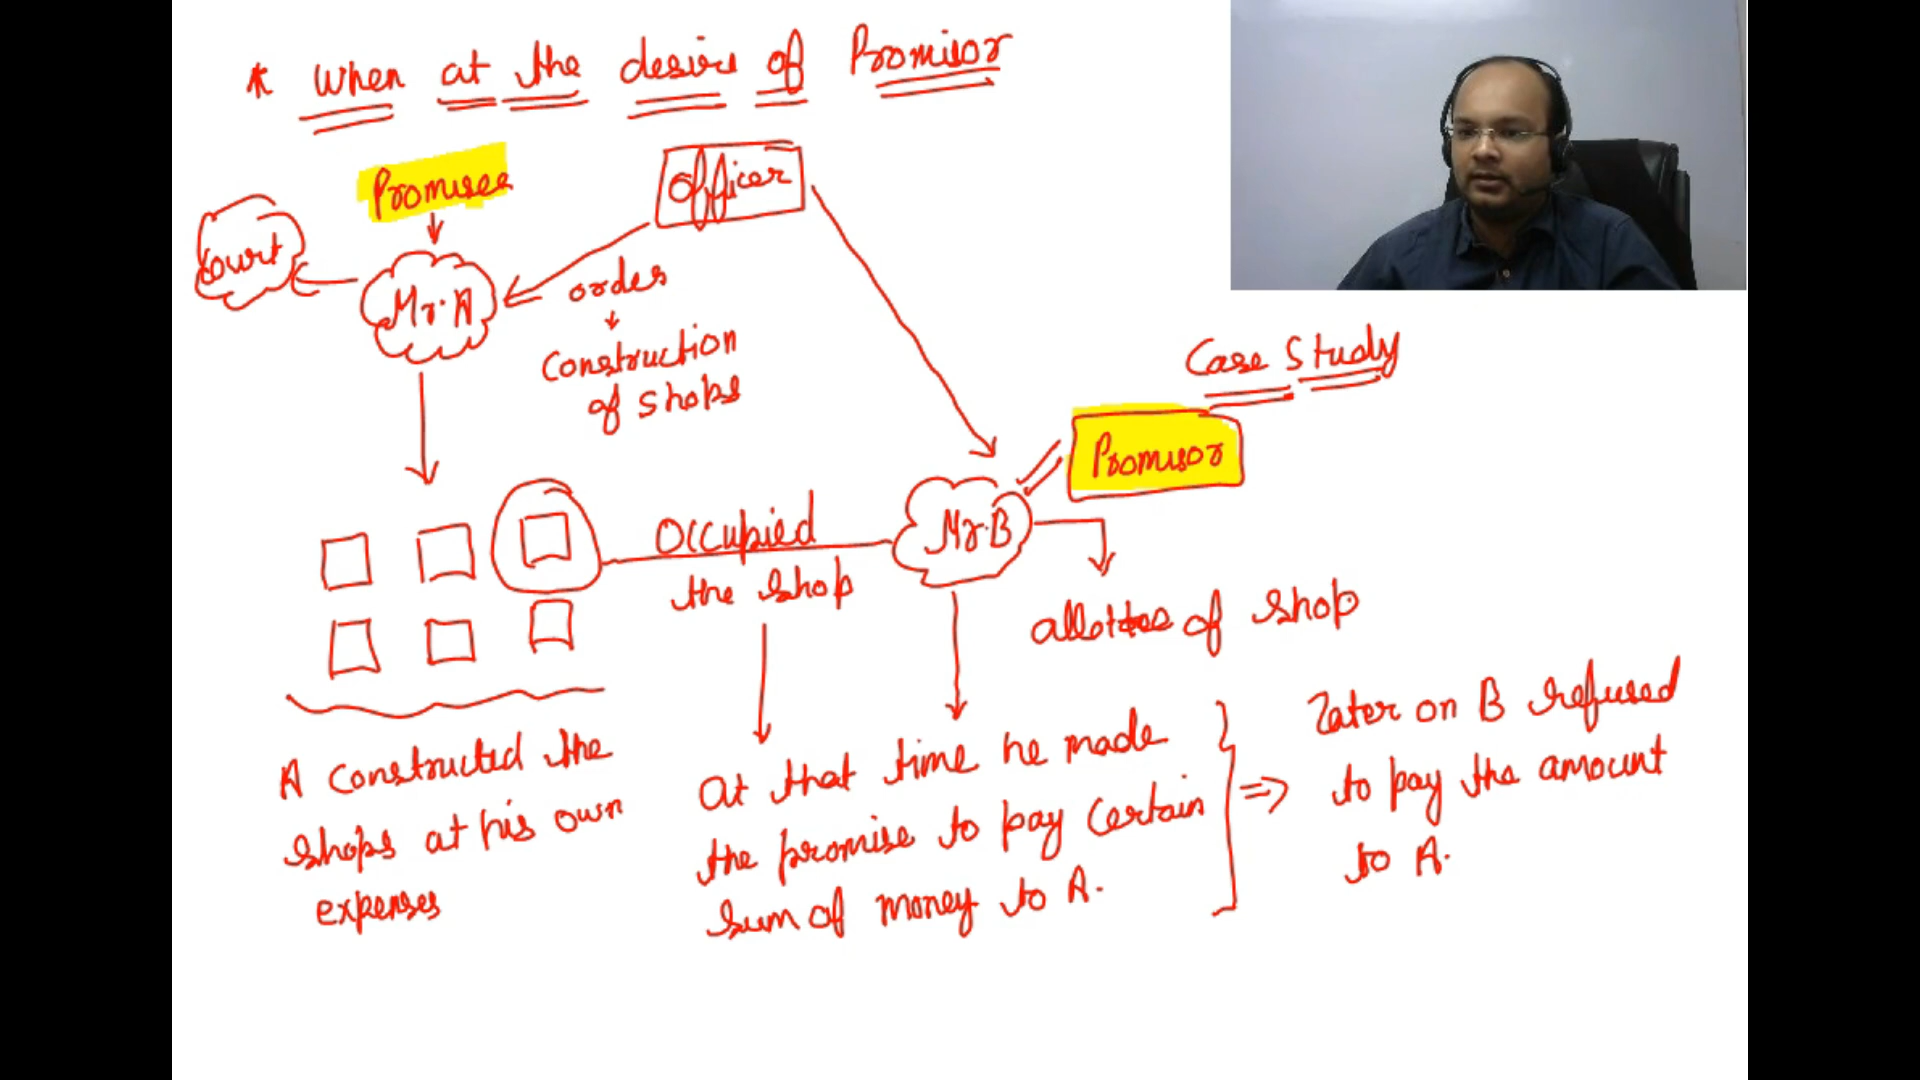 * When at the desire of Promisor
Promisee
Officer
Court
Mr. A
order
Construction
of shops
Case Study
Promisor
Occupied
the shop
Mr. B
allottee of shop
A constructed the
shops at his own
expenses
At that time he made
the promise to pay certain
sum of money to A.
⇒
Later on B refused
to pay the amount
to A.